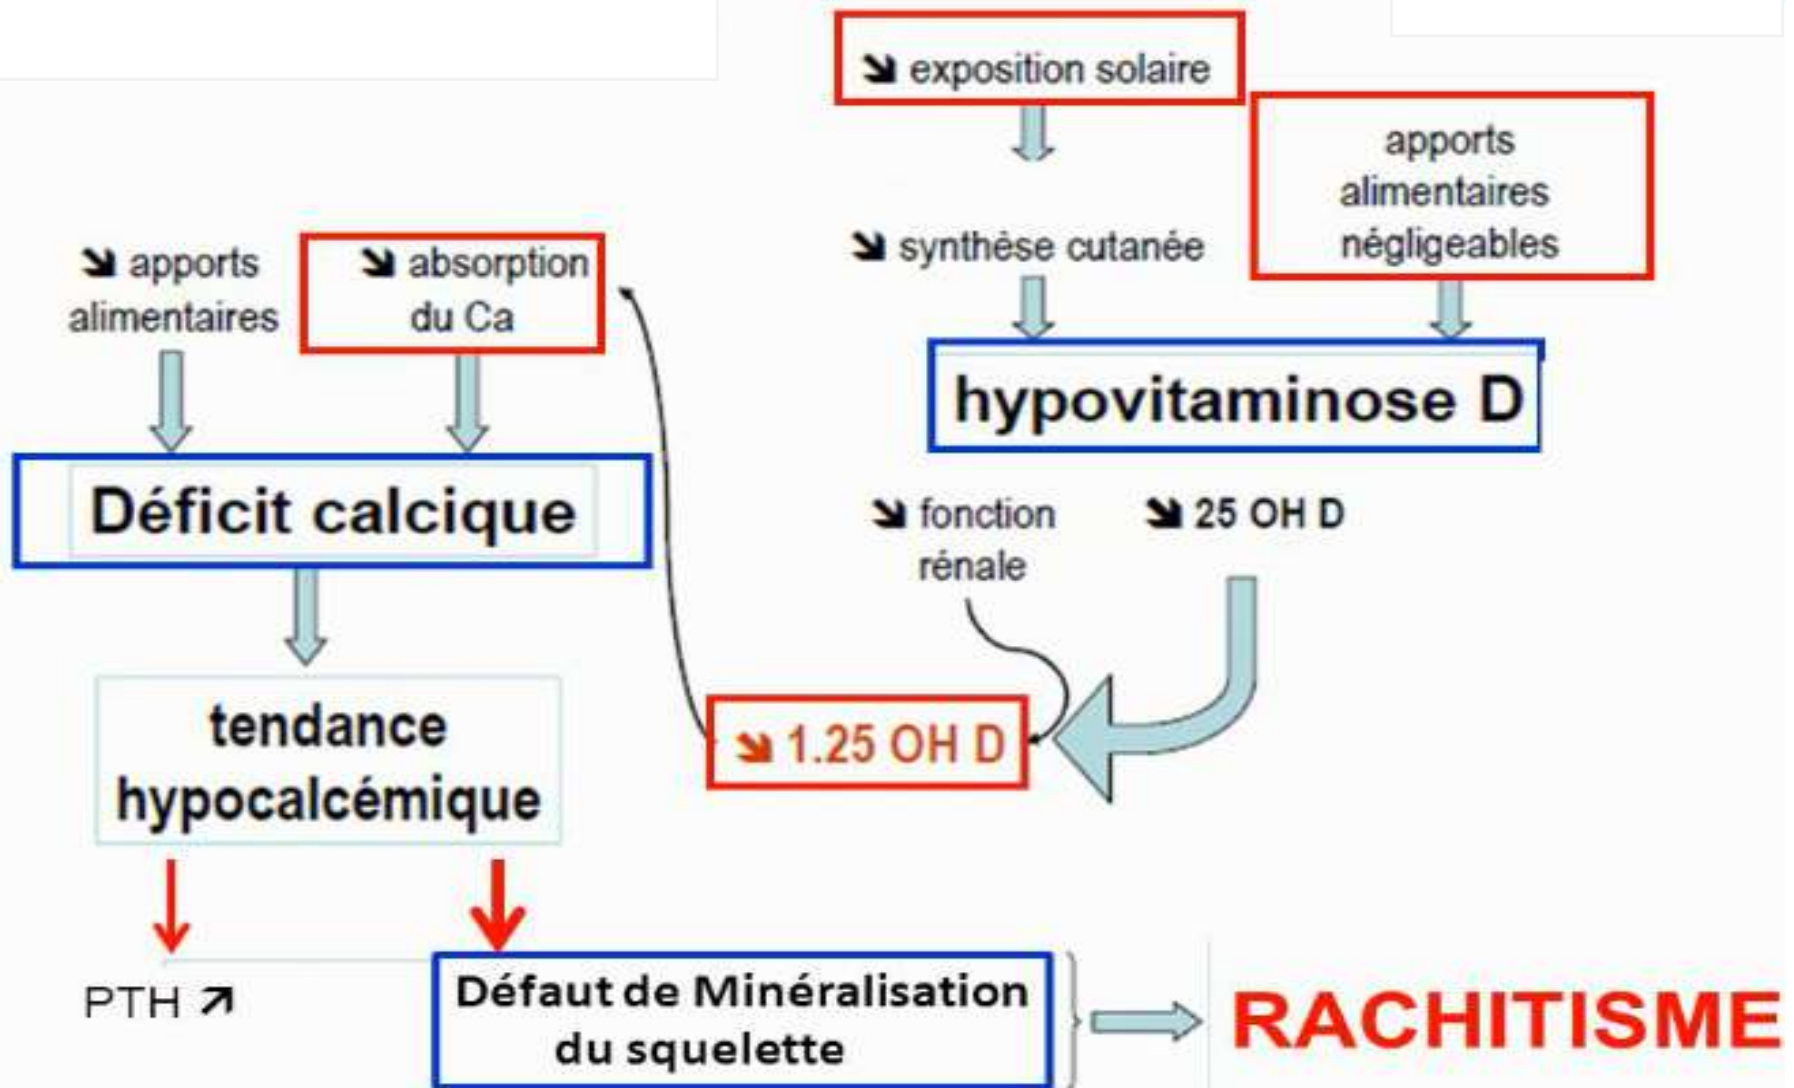 ↘ exposition solaire
apports
alimentaires
négligeables
↘ synthèse cutanée
↘ apports
alimentaires
↘ absorption
du Ca
hypovitaminose D
Déficit calcique
↘ fonction
rénale
↘ 25 OH D
tendance
hypocalcémique
↘ 1.25 OH D
PTH ↗
Défaut de Minéralisation
du squelette
RACHITISME